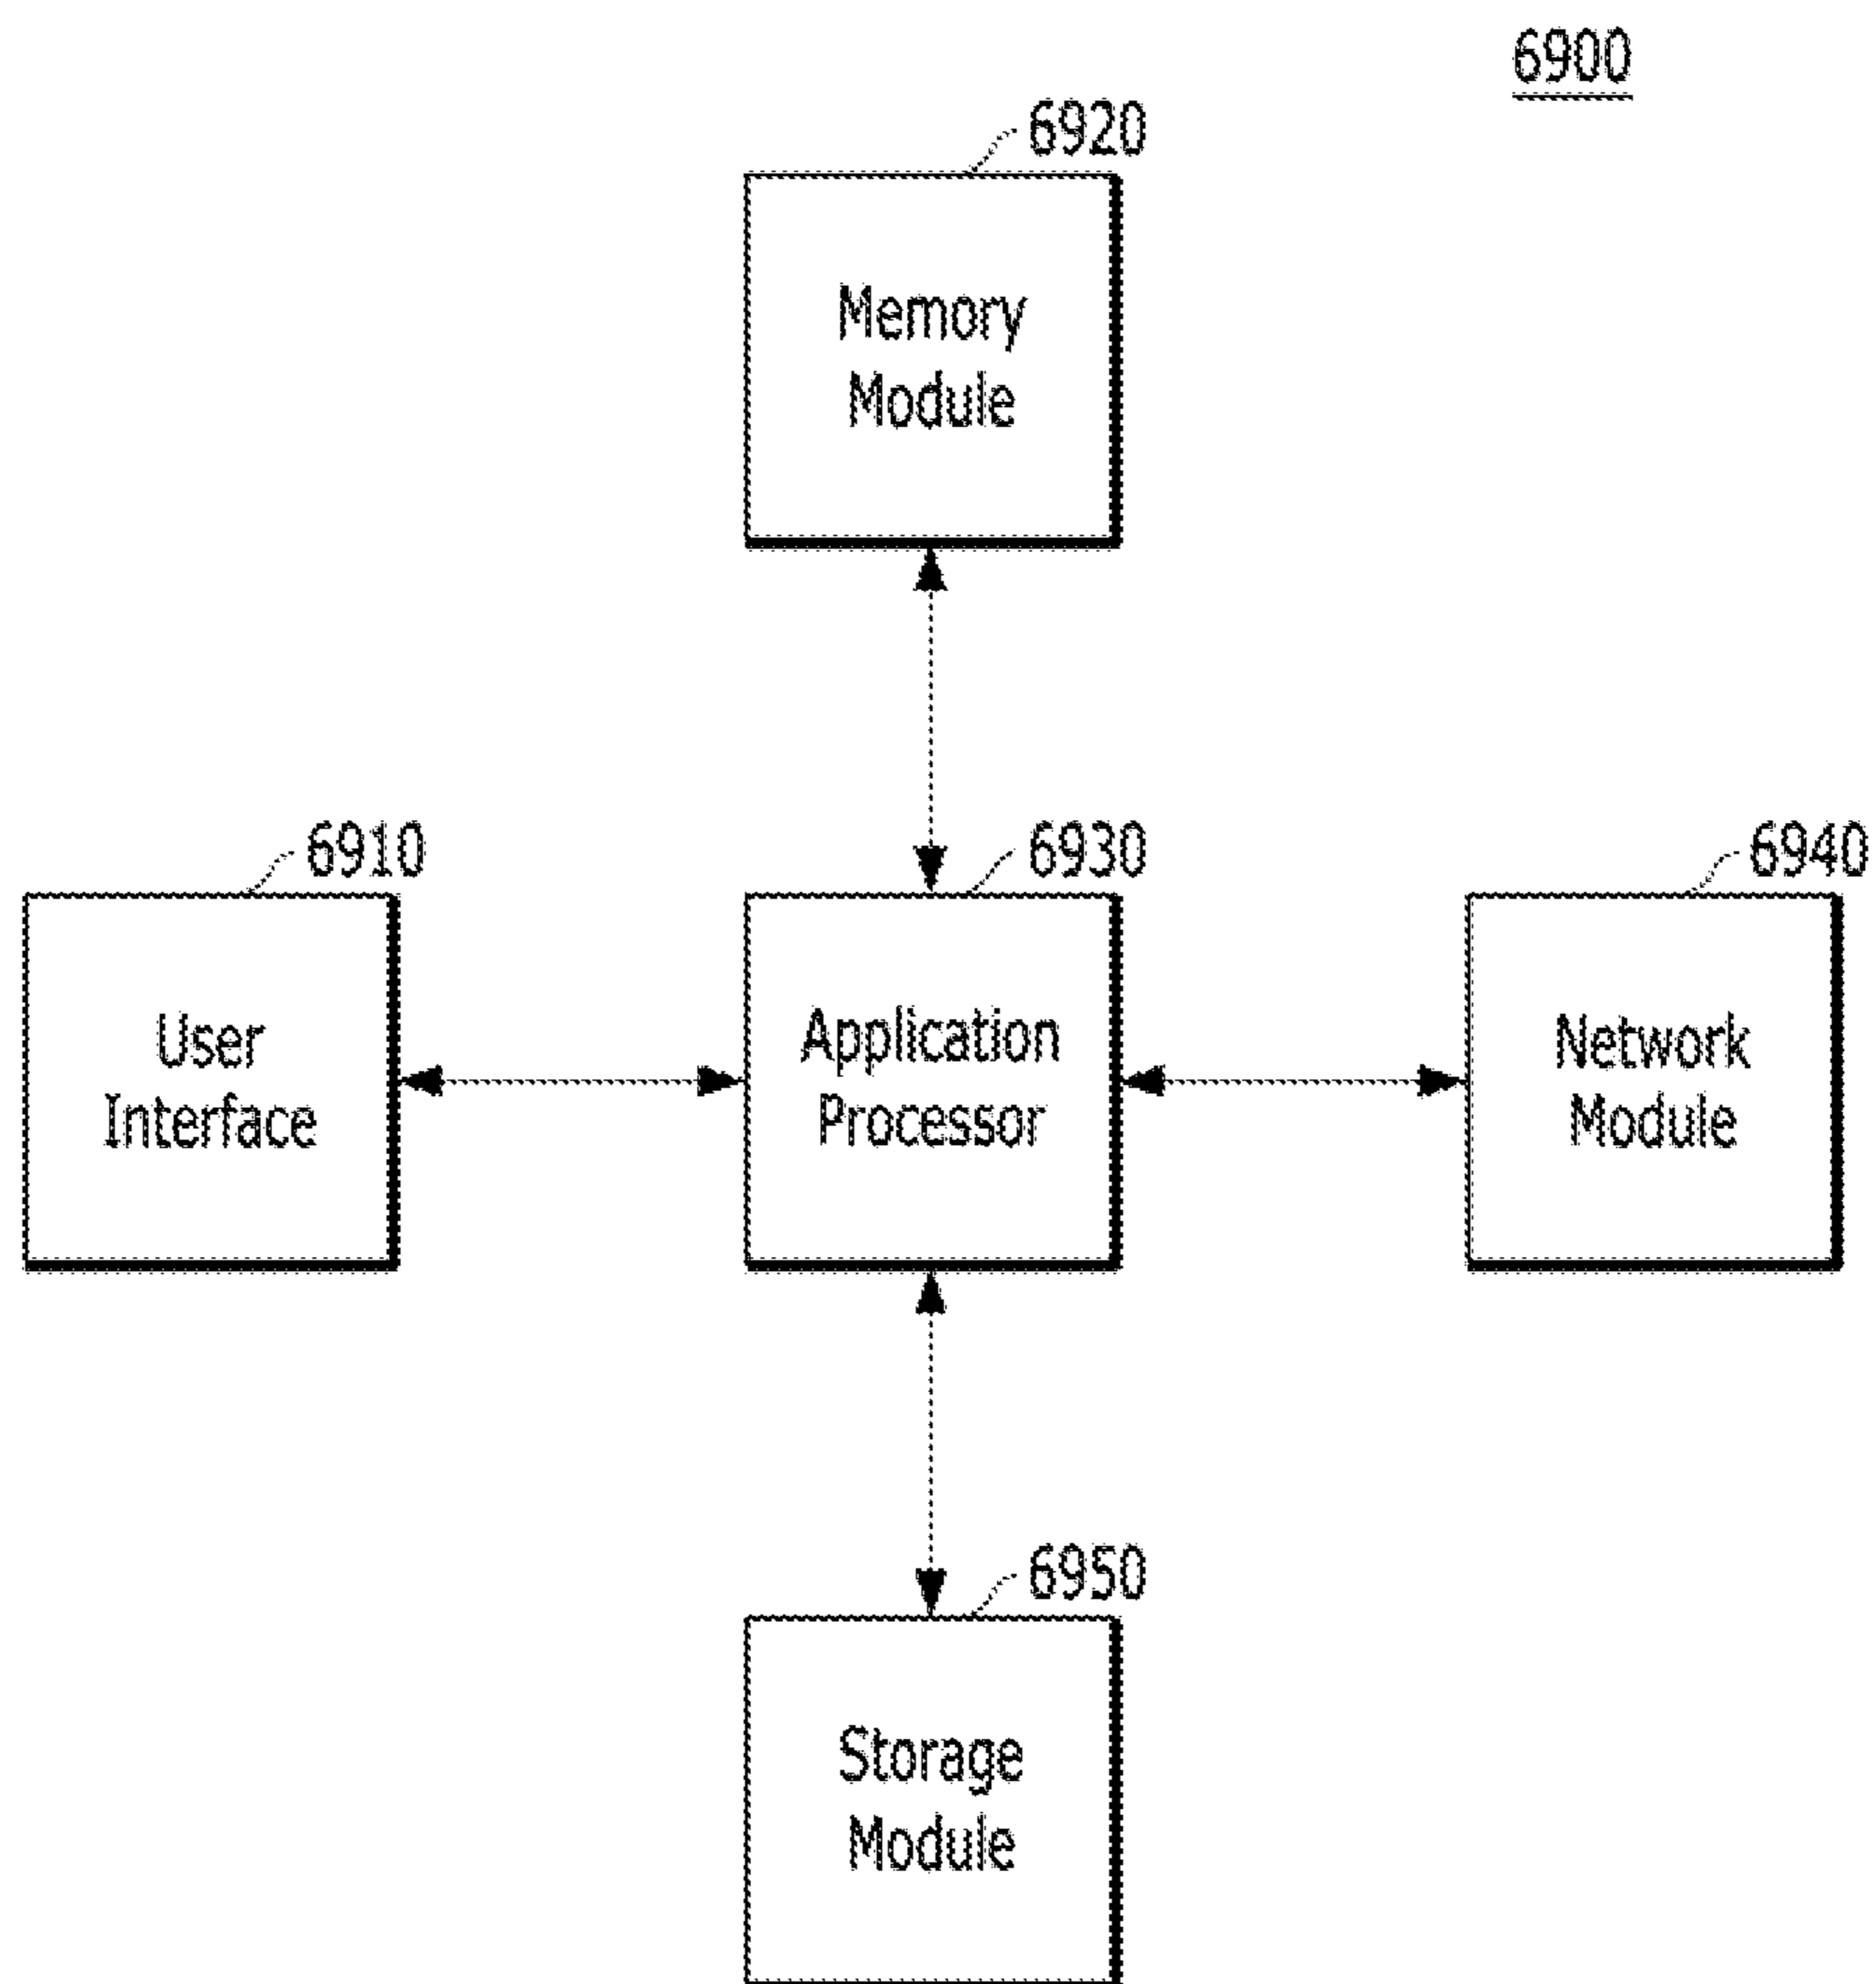 6900
6920
Memory
Module
6910
6930
6940
User
Interface
Application
Processor
Network
Module
6950
Storage
Module